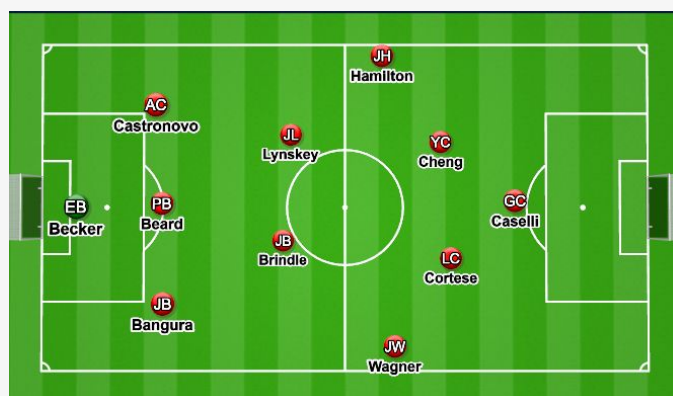 JH
Hamilton
AC
Castronovo
JL
Lynskey
YC
Cheng
EB
Becker
PB
Beard
GC
Caselli
JB
Brindle
LC
Cortese
JB
Bangura
JW
Wagner